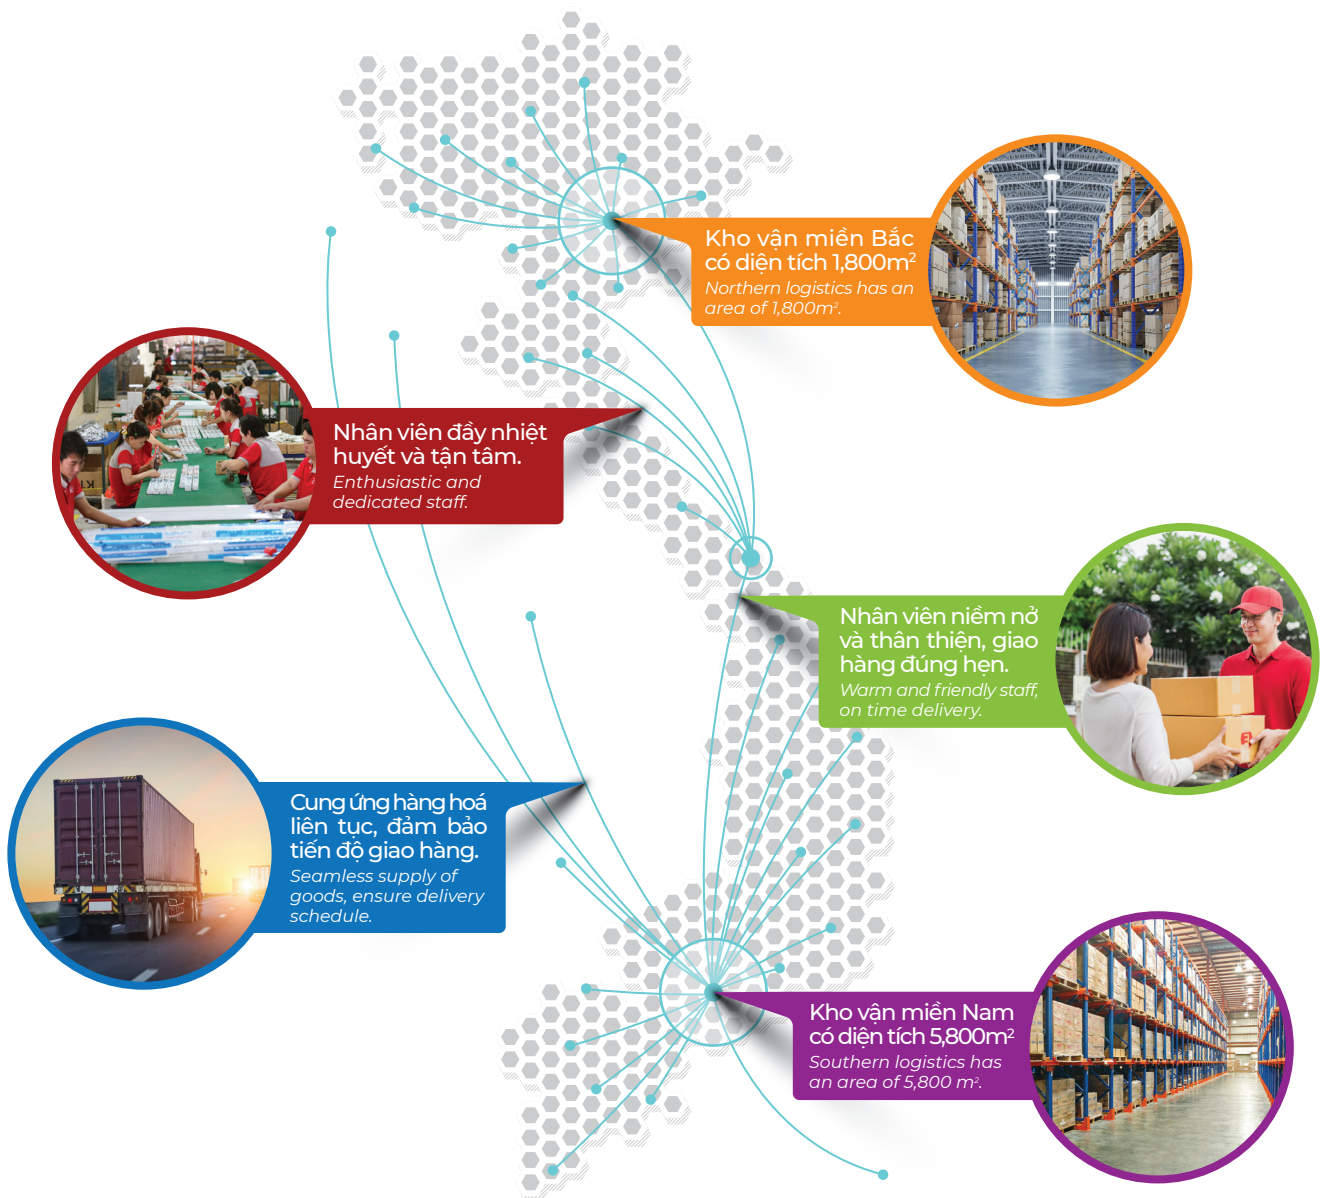 Kho vận miền Bắc
có diện tích 1,800m²
Northern logistics has an
area of 1,800m².
Nhân viên đầy nhiệt
huyết và tận tâm.
Enthusiastic and
dedicated staff.
Nhân viên niềm nở
và thân thiện, giao
hàng đúng hẹn.
Warm and friendly staff,
on time delivery.
Cung ứng hàng hoá
liên tục, đảm bảo
tiến độ giao hàng.
Seamless supply of
goods, ensure delivery
schedule.
Kho vận miền Nam
có diện tích 5,800m²
Southern logistics has
an area of 5,800 m².